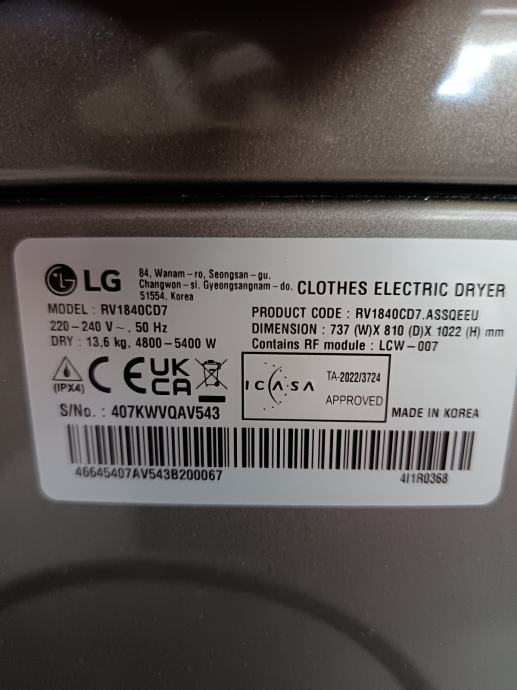 LG
84, Wanam-ro, Seongsan-gu,
Changwon-si, Gyeongsangnam-do,
51554, Korea
CLOTHES ELECTRIC DRYER
MODEL : RV1840CD7
220-240 V~, 50 Hz
DRY : 13,6 kg, 4800-5400 W
PRODUCT CODE : RV1840CD7.ASSQEEU
DIMENSION : 737 (W)X 810 (D)X 1022 (H) mm
Contains RF module : LCW-007
(IPX4)
CE
UK
CA
ICASA
TA-2022/3724
APPROVED
S/No. : 407KWVQAV543
MADE IN KOREA
46645407AV543B200067
4I1R0368